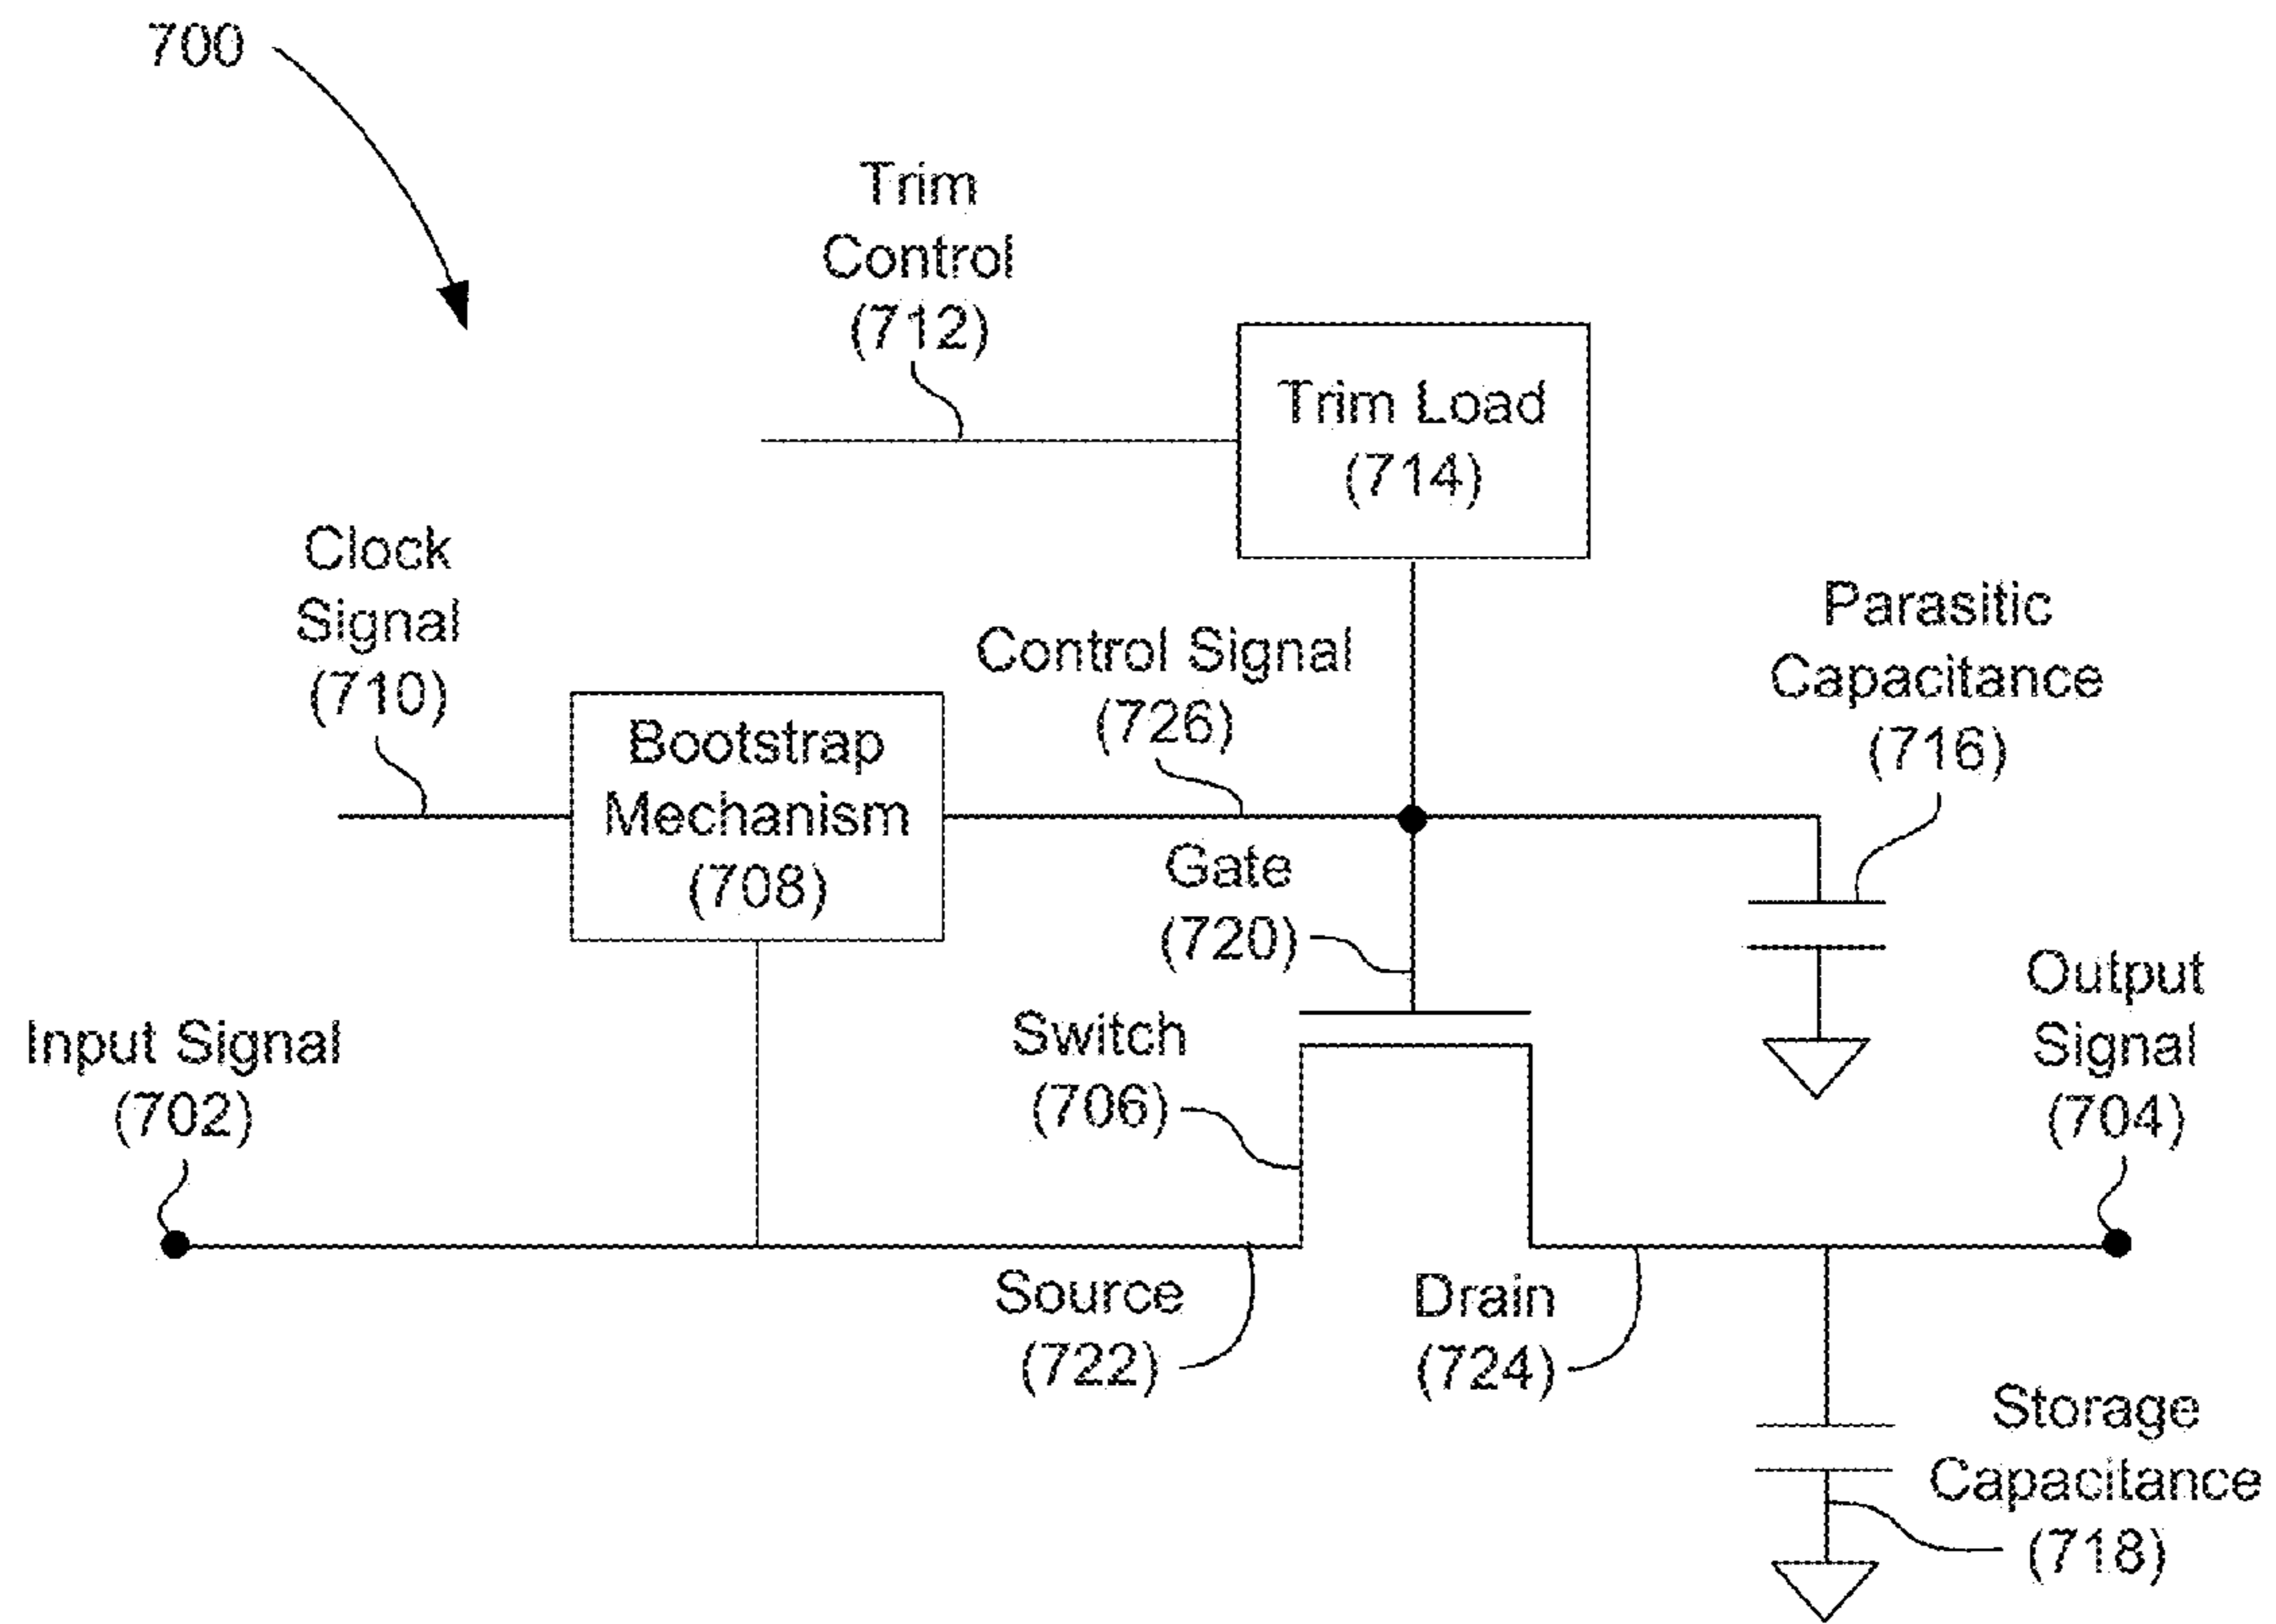 700
Trim
Control
(712)
Trim Load
(714)
Clock
Signal
(710)
Bootstrap
Mechanism
(708)
Control Signal
(726)
Parasitic
Capacitance
(716)
Gate
(720)
Input Signal
(702)
Switch
(706)
Output
Signal
(704)
Source
(722)
Drain
(724)
Storage
Capacitance
(718)